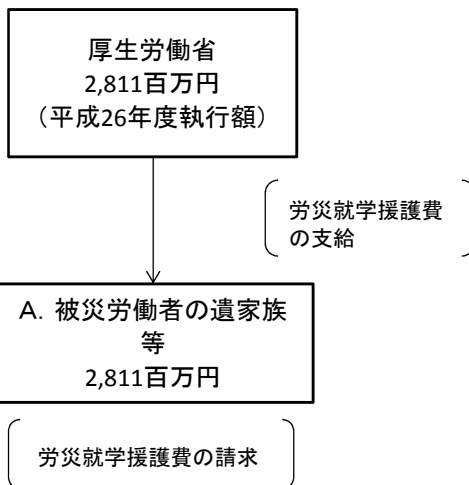 厚生労働省
2,811百万円
（平成26年度執行額）
労災就学援護費
の支給
A. 被災労働者の遺家族
等
2,811百万円
労災就学援護費の請求